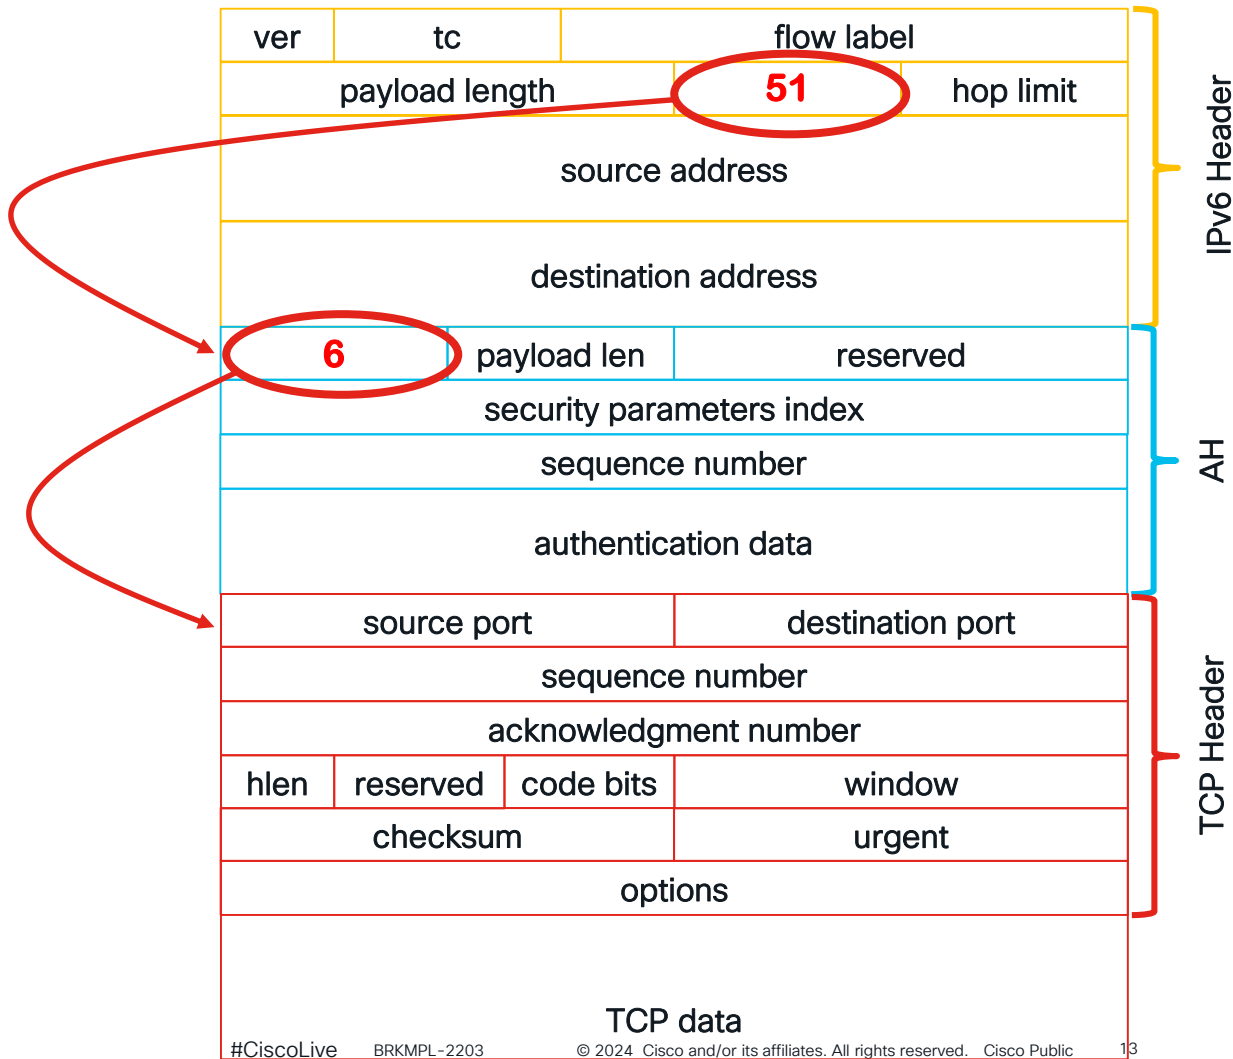 ver tc flow label
payload length 51 hop limit
source address
destination address
IPv6 Header
6 payload len reserved
security parameters index
sequence number
authentication data
AH
source port destination port
sequence number
acknowledgment number
hlen reserved code bits window
checksum urgent
options
TCP Header
TCP data
#CiscoLive BRKMPL-2203 © 2024 Cisco and/or its affiliates. All rights reserved. Cisco Public 13